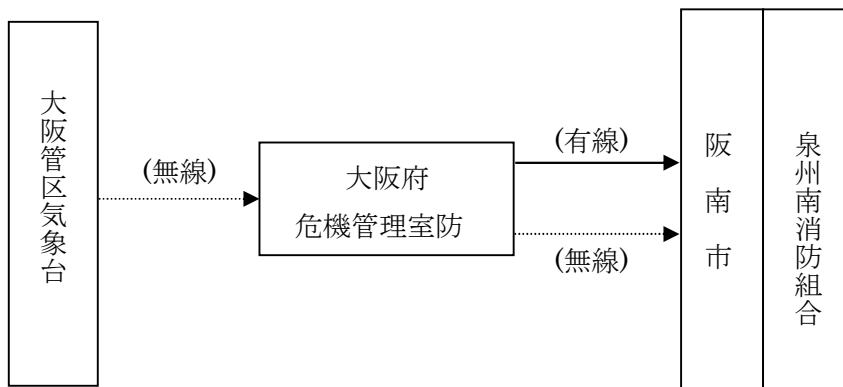 大阪管区気象台
(無線)
大阪府
危機管理室防
(有線)
(無線)
阪南市
泉州南消防組合